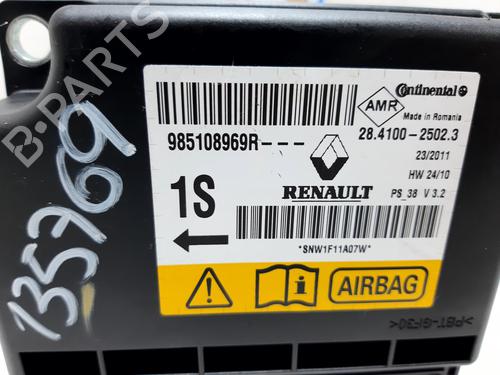 B-PARTS
135769
Continental
AMR
Made in Romania
985108969R---
28.4100-2502.3
23/2011
HW 24/10
1S
RENAULT
PS_38 V 3.2
*SNW1F11A07W*
AIRBAG
>PBT-GF30<